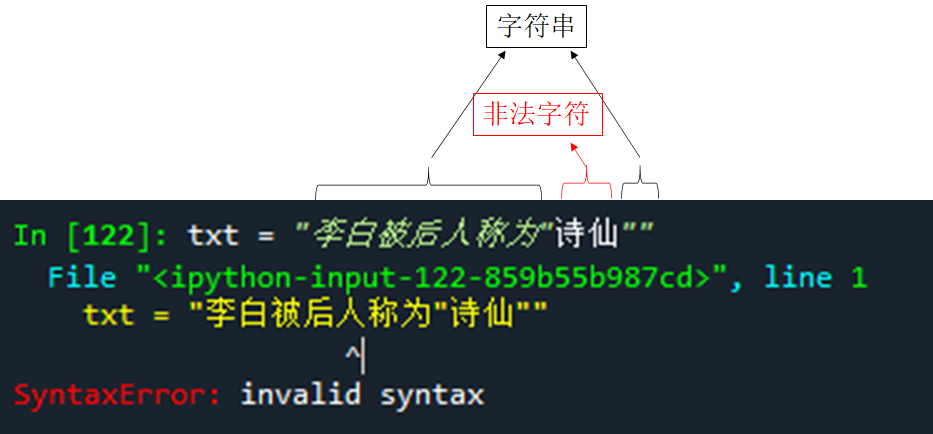 字符串
非法字符
In [122]: txt = "李白被后人称为"诗仙""
File "<ipython-input-122-859b55b987cd>", line 1
txt = "李白被后人称为"诗仙""
^
SyntaxError: invalid syntax